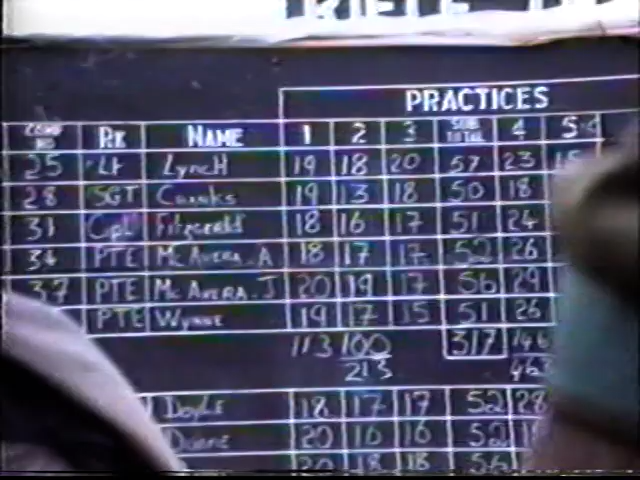 RIFLE
PRACTICES
COMP NO RK NAME 1 2 3 SUB TOTAL 4 5
25 Lt Lynch 19 18 20 57 23
28 SGT 19 13 18 50 18
31 Cpl Fitzgerald 18 16 17 51 24
34 PTE Mc Avera. A 18 17 17 52 26
37 PTE Mc Avera. J 20 19 17 56 29
PTE Wynne 19 17 15 51 26
113 100 317 146
213 463
Doyle 18 17 17 52 28
20 16 16 52
20 18 18 56